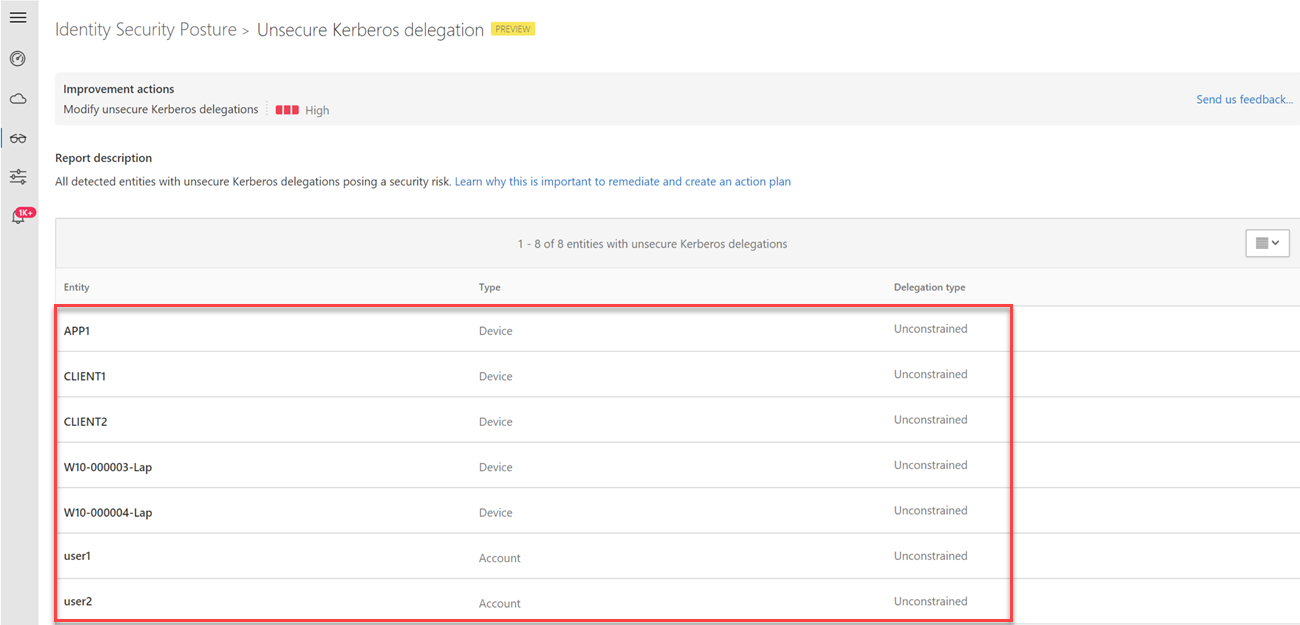 Identity Security Posture > Unsecure Kerberos delegation PREVIEW
Improvement actions
Modify unsecure Kerberos delegations High
Send us feedback...
Report description
All detected entities with unsecure Kerberos delegations posing a security risk. Learn why this is important to remediate and create an action plan
1K+
1 - 8 of 8 entities with unsecure Kerberos delegations
Entity Type Delegation type
APP1 Device Unconstrained
CLIENT1 Device Unconstrained
CLIENT2 Device Unconstrained
W10-000003-Lap Device Unconstrained
W10-000004-Lap Device Unconstrained
user1 Account Unconstrained
user2 Account Unconstrained